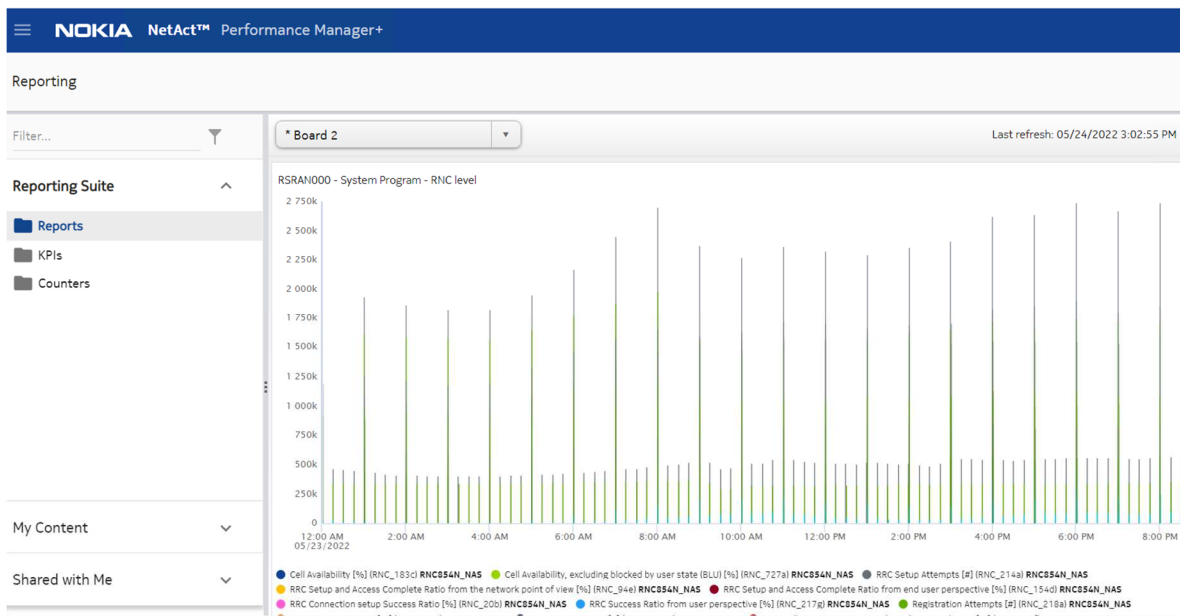 NOKIA NetAct™ Performance Manager+
Reporting
Filter...
* Board 2
Last refresh: 05/24/2022 3:02:55 PM
Reporting Suite
Reports
KPIs
Counters
My Content
Shared with Me
RSRAN000 - System Program - RNC level
2 750k
2 500k
2 250k
2 000k
1 750k
1 500k
1 250k
1 000k
750k
500k
250k
0
12:00 AM 2:00 AM 4:00 AM 6:00 AM 8:00 AM 10:00 AM 12:00 PM 2:00 PM 4:00 PM 6:00 PM 8:00 PM
05/23/2022
Cell Availability [%] (RNC_183c) RNC854N_NAS Cell Availability, excluding blocked by user state (BLU) [%] (RNC_727a) RNC854N_NAS RRC Setup Attempts [#] (RNC_214a) RNC854N_NAS
RRC Setup and Access Complete Ratio from the network point of view [%] (RNC_94e) RNC854N_NAS RRC Setup and Access Complete Ratio from end user perspective [%] (RNC_154d) RNC854N_NAS
RRC Connection setup Success Ratio [%] (RNC_20b) RNC854N_NAS RRC Success Ratio from user perspective [%] (RNC_217g) RNC854N_NAS Registration Attempts [#] (RNC_218a) RNC854N_NAS